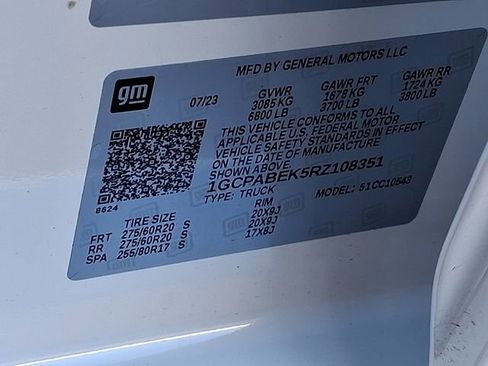 MFD BY GENERAL MOTORS LLC
gm
07/23
GVWR
3085 KG
6800 LB
GAWR FRT
1678 KG
3700 LB
GAWR RR
1724 KG
3800 LB
THIS VEHICLE CONFORMS TO ALL
APPLICABLE U.S. FEDERAL MOTOR
VEHICLE SAFETY STANDARDS IN EFFECT
ON THE DATE OF MANUFACTURE
SHOWN ABOVE.
1GCPABEK5RZ108351
TYPE: TRUCK
MODEL: 51CC10543
8624
TIRE SIZE
RIM
FRT 275/60R20 S 20X9J
RR 275/60R20 S 20X9J
SPA 255/80R17 S 17X8J